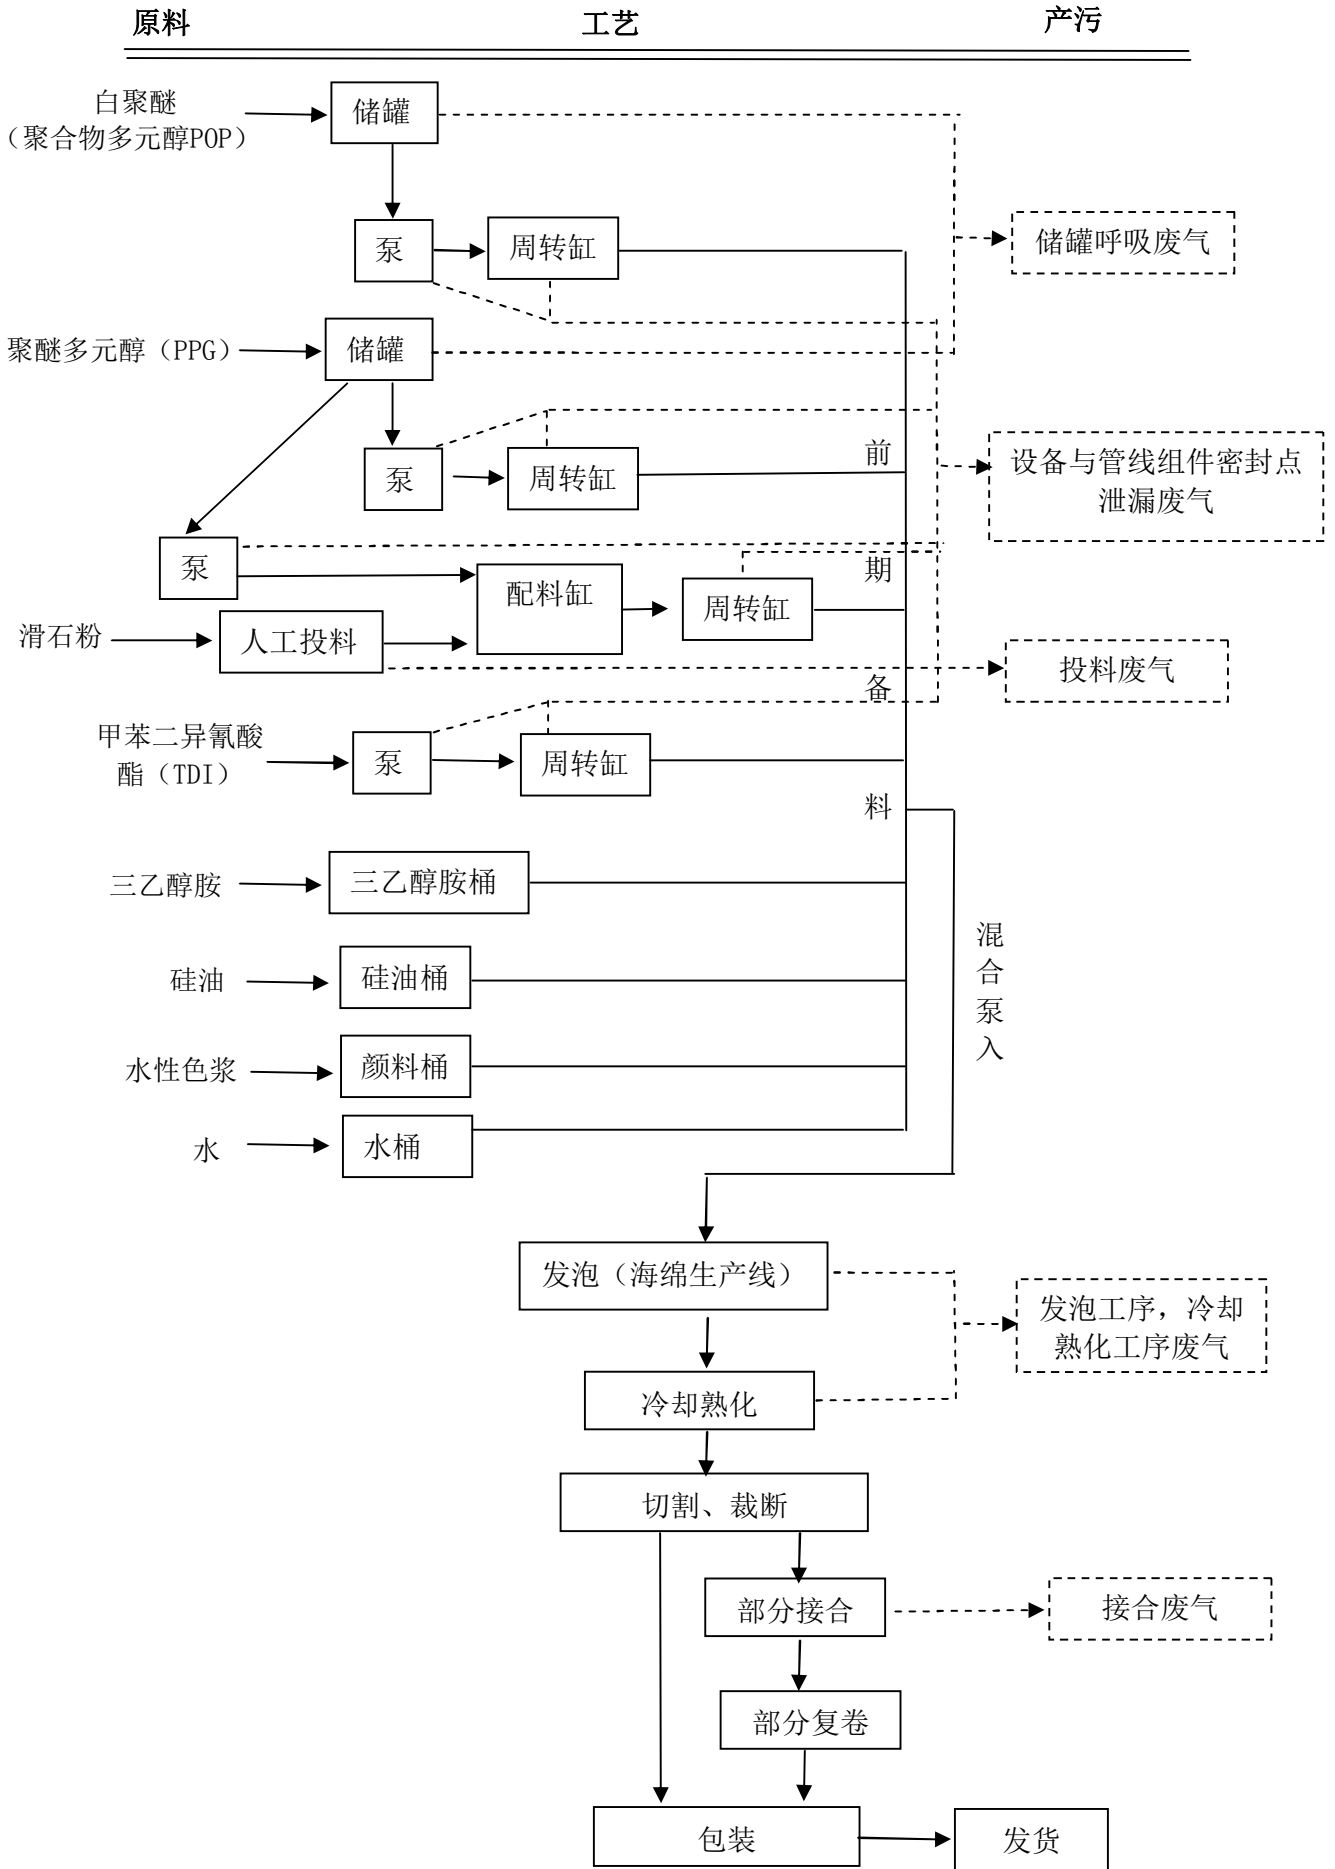 原料
工艺
产污
白聚醚
（聚合物多元醇POP）
储罐
泵
周转缸
储罐呼吸废气
聚醚多元醇（PPG）
储罐
泵
周转缸
前
设备与管线组件密封点
泄漏废气
泵
配料缸
周转缸
期
滑石粉
人工投料
投料废气
备
甲苯二异氰酸
酯（TDI）
泵
周转缸
料
三乙醇胺
三乙醇胺桶
混
合
泵
入
硅油
硅油桶
水性色浆
颜料桶
水
水桶
发泡（海绵生产线）
发泡工序，冷却
熟化工序废气
冷却熟化
切割、裁断
部分接合
接合废气
部分复卷
包装
发货